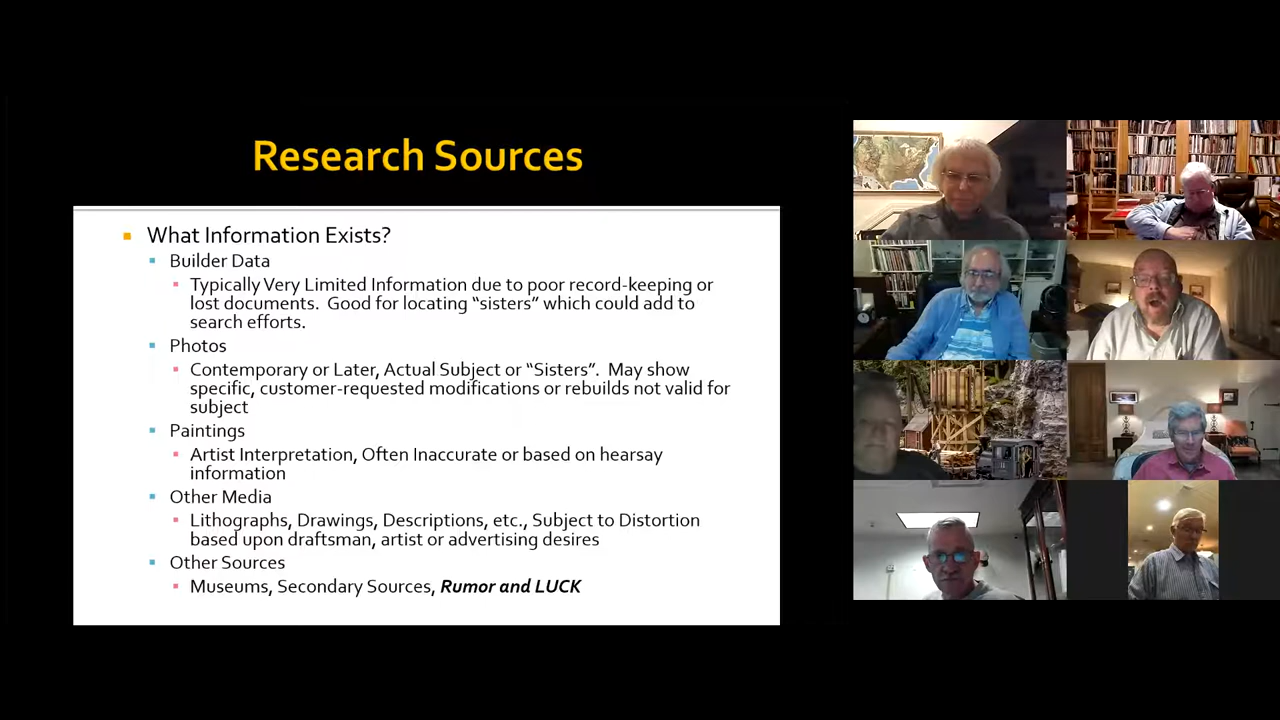 Research Sources
What Information Exists?
Builder Data
Typically Very Limited Information due to poor record-keeping or
lost documents. Good for locating “sisters” which could add to
search efforts.
Photos
Contemporary or Later, Actual Subject or “Sisters”. May show
specific, customer-requested modifications or rebuilds not valid for
subject
Paintings
Artist Interpretation, Often Inaccurate or based on hearsay
information
Other Media
Lithographs, Drawings, Descriptions, etc., Subject to Distortion
based upon draftsman, artist or advertising desires
Other Sources
Museums, Secondary Sources, Rumor and LUCK